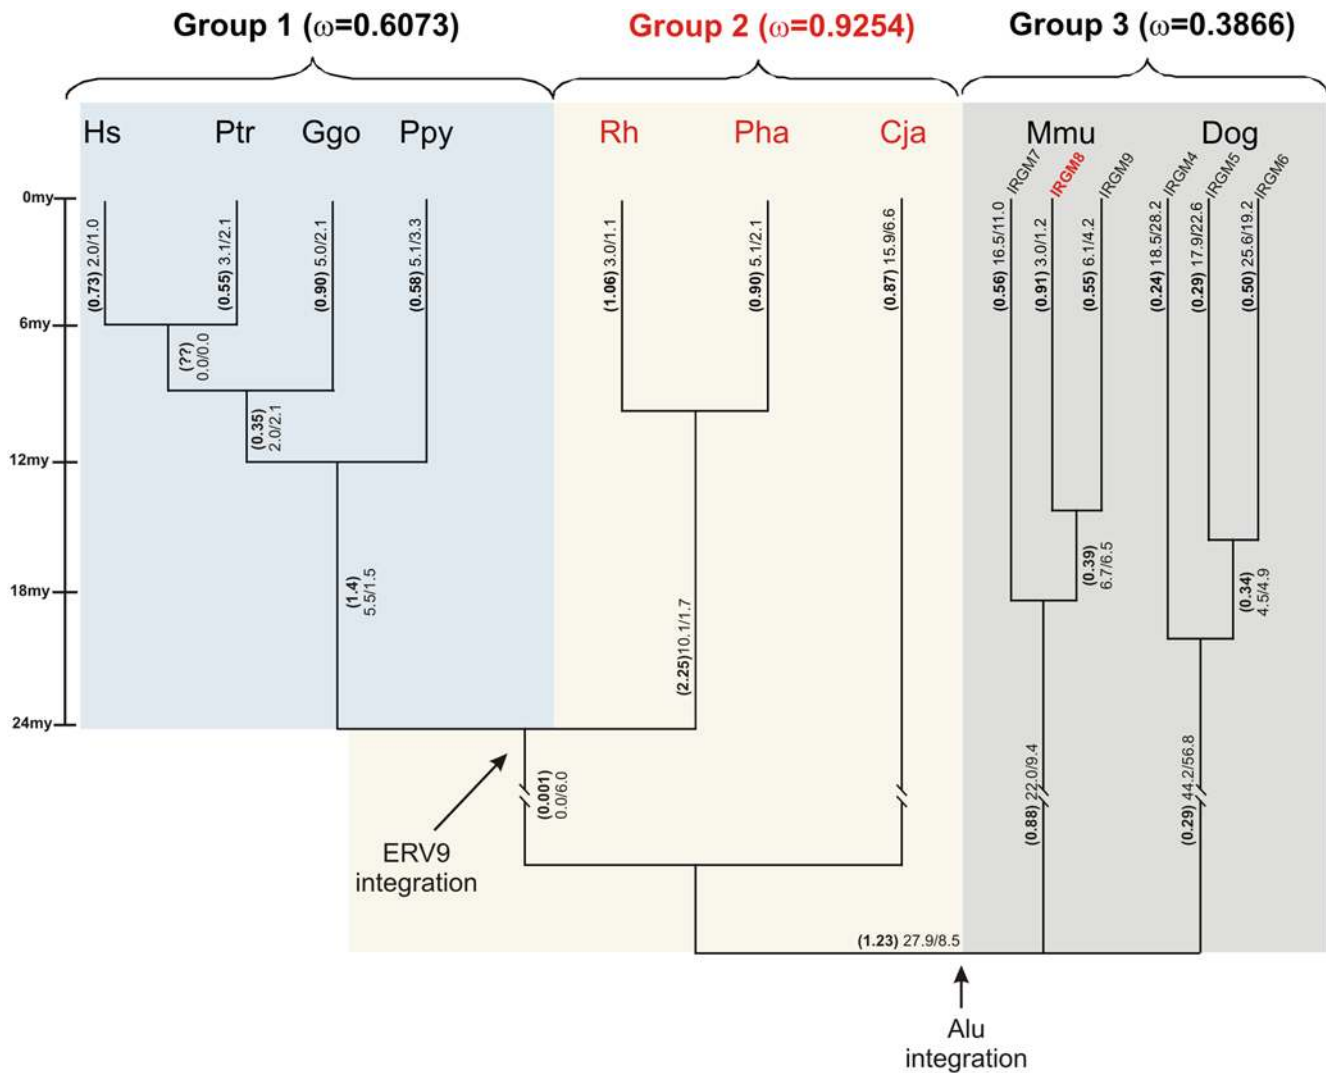 Group 1 (ω=0.6073)
Group 2 (ω=0.9254)
Group 3 (ω=0.3866)
Hs
Ptr
Ggo
Ppy
Rh
Pha
Cja
Mmu
Dog
IRGM7
IRGM8
IRGM9
IRGM4
IRGM5
IRGM6
0my
6my
12my
18my
24my
(0.73) 2.0/1.0
(0.55) 3.1/2.1
(0.90) 5.0/2.1
(0.58) 5.1/3.3
(1.06) 3.0/1.1
(0.90) 5.1/2.1
(0.87) 15.9/6.6
(0.56) 16.5/11.0
(0.91) 3.0/1.2
(0.55) 6.1/4.2
(0.24) 18.5/28.2
(0.29) 17.9/22.6
(0.50) 25.6/19.2
(??)
0.0/0.0
(0.35)
2.0/2.1
(1.4)
5.5/1.5
(2.25)10.1/1.7
(0.39)
6.7/6.5
(0.34)
4.5/4.9
(0.001)
0.0/6.0
(0.88) 22.0/9.4
(0.29) 44.2/56.8
ERV9
integration
(1.23) 27.9/8.5
Alu
integration